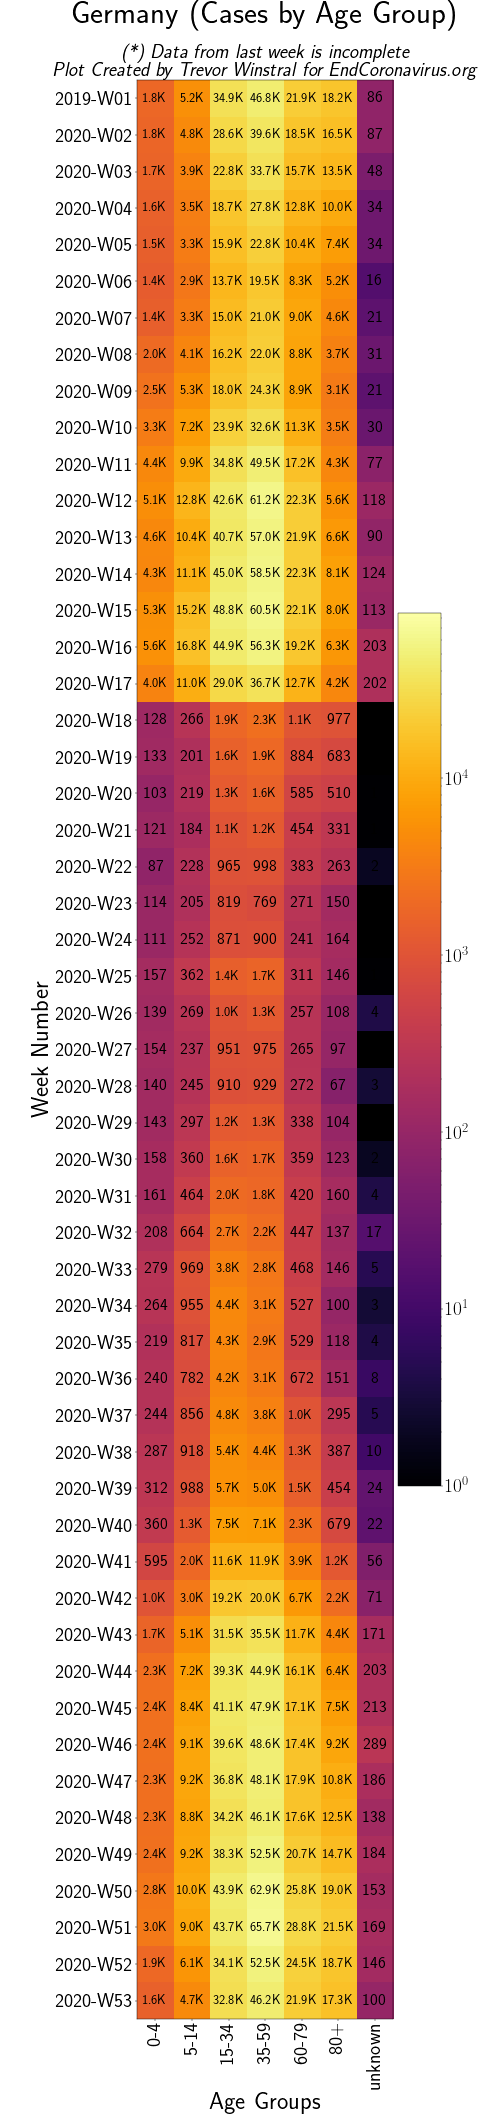 Germany (Cases by Age Group)
(*) Data from last week is incomplete
Plot Created by Trevor Winstral for EndCoronavirus.org
2019-W01 1.8K 5.2K 34.9K 46.8K 21.9K 18.2K 86
2020-W02 1.8K 4.8K 28.6K 39.6K 18.5K 16.5K 87
2020-W03 1.7K 3.9K 22.8K 33.7K 15.7K 13.5K 48
2020-W04 1.6K 3.5K 18.7K 27.8K 12.8K 10.0K 34
2020-W05 1.5K 3.3K 15.9K 22.8K 10.4K 7.4K 34
2020-W06 1.4K 2.9K 13.7K 19.5K 8.3K 5.2K 16
2020-W07 1.4K 3.3K 15.0K 21.0K 9.0K 4.6K 21
2020-W08 2.0K 4.1K 16.2K 22.0K 8.8K 3.7K 31
2020-W09 2.5K 5.3K 18.0K 24.3K 8.9K 3.1K 21
2020-W10 3.3K 7.2K 23.9K 32.6K 11.3K 3.5K 30
2020-W11 4.4K 9.9K 34.8K 49.5K 17.2K 4.3K 77
2020-W12 5.1K 12.8K 42.6K 61.2K 22.3K 5.6K 118
2020-W13 4.6K 10.4K 40.7K 57.0K 21.9K 6.6K 90
2020-W14 4.3K 11.1K 45.0K 58.5K 22.3K 8.1K 124
2020-W15 5.3K 15.2K 48.8K 60.5K 22.1K 8.0K 113
2020-W16 5.6K 16.8K 44.9K 56.3K 19.2K 6.3K 203
2020-W17 4.0K 11.0K 29.0K 36.7K 12.7K 4.2K 202
2020-W18 128 266 1.9K 2.3K 1.1K 977
2020-W19 133 201 1.6K 1.9K 884 683
2020-W20 103 219 1.3K 1.6K 585 510
2020-W21 121 184 1.1K 1.2K 454 331
2020-W22 87 228 965 998 383 263 2
2020-W23 114 205 819 769 271 150
2020-W24 111 252 871 900 241 164
2020-W25 157 362 1.4K 1.7K 311 146
2020-W26 139 269 1.0K 1.3K 257 108 4
2020-W27 154 237 951 975 265 97
2020-W28 140 245 910 929 272 67 3
2020-W29 143 297 1.2K 1.3K 338 104
2020-W30 158 360 1.6K 1.7K 359 123 2
2020-W31 161 464 2.0K 1.8K 420 160 4
2020-W32 208 664 2.7K 2.2K 447 137 17
2020-W33 279 969 3.8K 2.8K 468 146 5
2020-W34 264 955 4.4K 3.1K 527 100 3
2020-W35 219 817 4.3K 2.9K 529 118 4
2020-W36 240 782 4.2K 3.1K 672 151 8
2020-W37 244 856 4.8K 3.8K 1.0K 295 5
2020-W38 287 918 5.4K 4.4K 1.3K 387 10
2020-W39 312 988 5.7K 5.0K 1.5K 454 24
2020-W40 360 1.3K 7.5K 7.1K 2.3K 679 22
2020-W41 595 2.0K 11.6K 11.9K 3.9K 1.2K 56
2020-W42 1.0K 3.0K 19.2K 20.0K 6.7K 2.2K 71
2020-W43 1.7K 5.1K 31.5K 35.5K 11.7K 4.4K 171
2020-W44 2.3K 7.2K 39.3K 44.9K 16.1K 6.4K 203
2020-W45 2.4K 8.4K 41.1K 47.9K 17.1K 7.5K 213
2020-W46 2.4K 9.1K 39.6K 48.6K 17.4K 9.2K 289
2020-W47 2.3K 9.2K 36.8K 48.1K 17.9K 10.8K 186
2020-W48 2.3K 8.8K 34.2K 46.1K 17.6K 12.5K 138
2020-W49 2.4K 9.2K 38.3K 52.5K 20.7K 14.7K 184
2020-W50 2.8K 10.0K 43.9K 62.9K 25.8K 19.0K 153
2020-W51 3.0K 9.0K 43.7K 65.7K 28.8K 21.5K 169
2020-W52 1.9K 6.1K 34.1K 52.5K 24.5K 18.7K 146
2020-W53 1.6K 4.7K 32.8K 46.2K 21.9K 17.3K 100
0-4 5-14 15-34 35-59 60-79 80+ unknown
Age Groups
Week Number
10⁴
10³
10²
10¹
10⁰